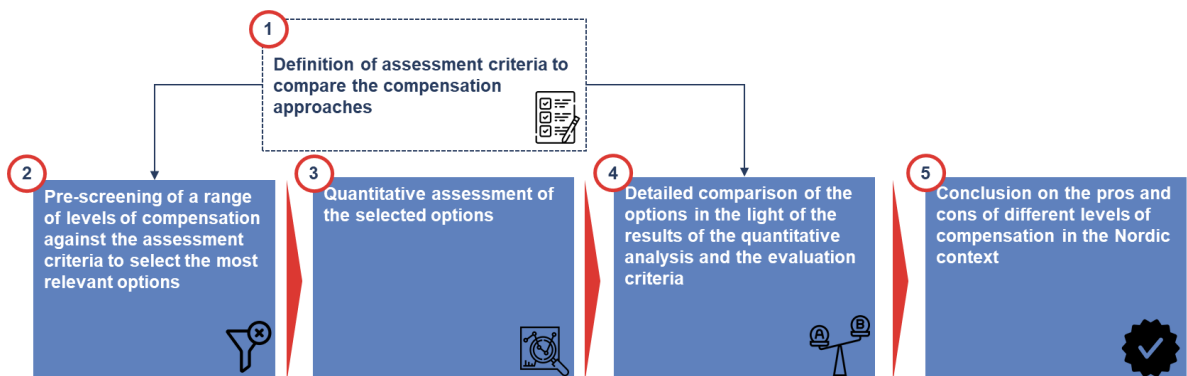 1
Definition of assessment criteria to
compare the compensation
approaches
2
Pre-screening of a range
of levels of compensation
against the assessment
criteria to select the most
relevant options
3
Quantitative assessment of
the selected options
4
Detailed comparison of the
options in the light of the
results of the quantitative
analysis and the evaluation
criteria
A
B
5
Conclusion on the pros and
cons of different levels of
compensation in the Nordic
context